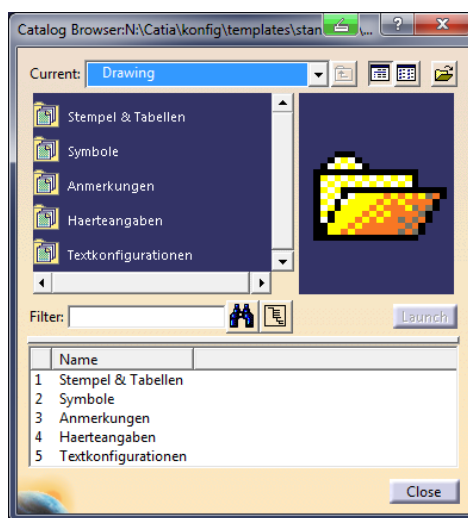 Catalog Browser:N:\Catia\konfig\templates\stan
Current: Drawing
Stempel & Tabellen
Symbole
Anmerkungen
Haerteangaben
Textkonfigurationen
Filter:
Launch
Name
1 Stempel & Tabellen
2 Symbole
3 Anmerkungen
4 Haerteangaben
5 Textkonfigurationen
Close